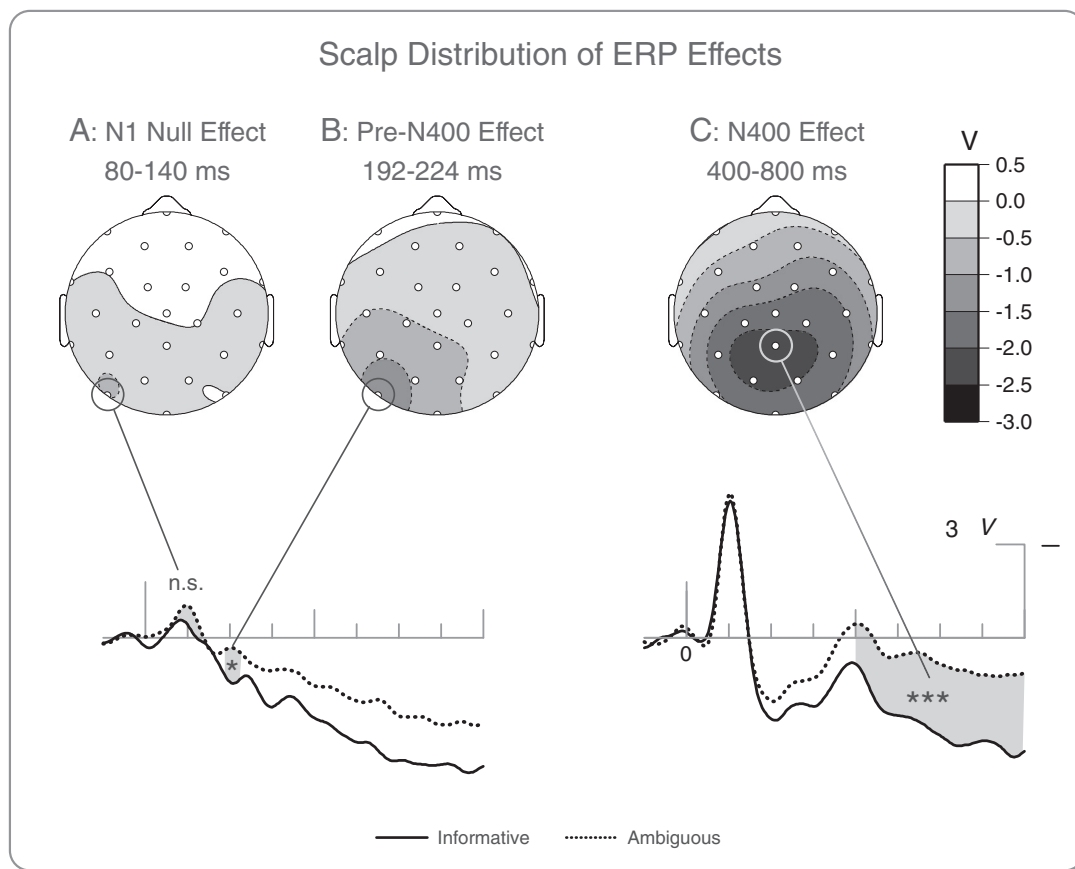 Scalp Distribution of ERP Effects
A: N1 Null Effect
80-140 ms
B: Pre-N400 Effect
192-224 ms
C: N400 Effect
400-800 ms
V
0.5
0.0
-0.5
-1.0
-1.5
-2.0
-2.5
-3.0
n.s.
*
3 V
0
***
Informative
Ambiguous